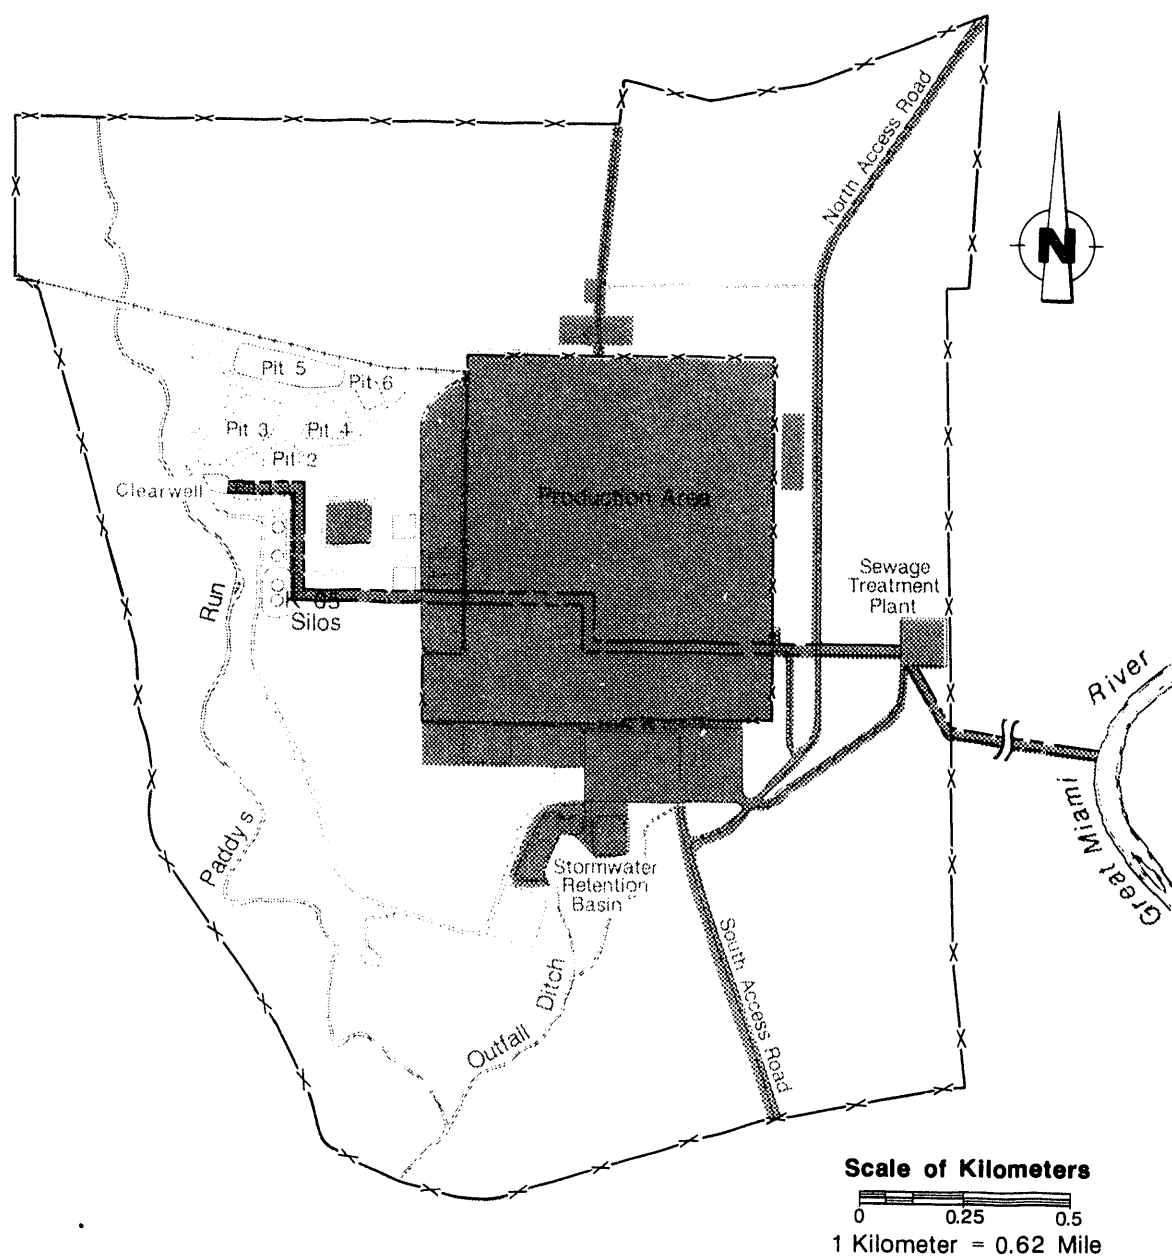 North Access Road
N
Pit 5
Pit 6
Pit 3
Pit 4
Pit 2
Clearwell
Production Area
Sewage
Treatment
Plant
Run
K-65
Silos
River
Great Miami
Paddy s
Stormwater
Retention
Basin
South Access Road
Outfall Ditch
Scale of Kilometers
0 0.25 0.5
1 Kilometer = 0.62 Mile